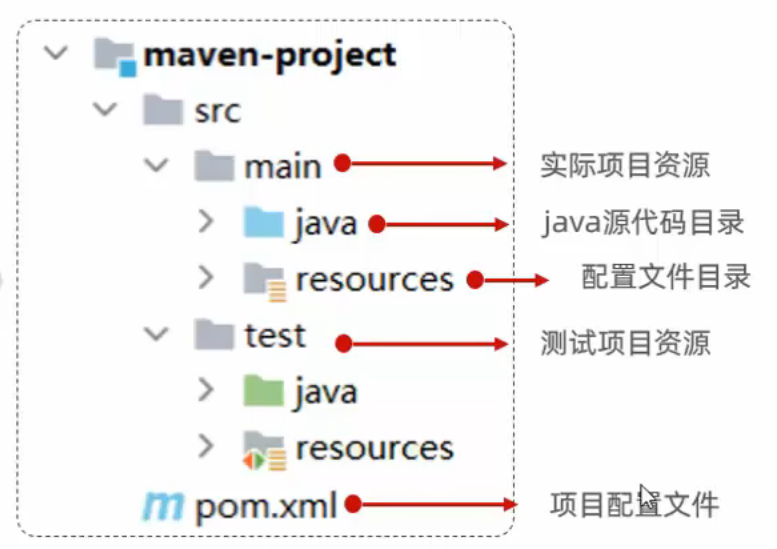 maven-project
src
main 实际项目资源
java java源代码目录
resources 配置文件目录
test 测试项目资源
java
resources
m pom.xml 项目配置文件